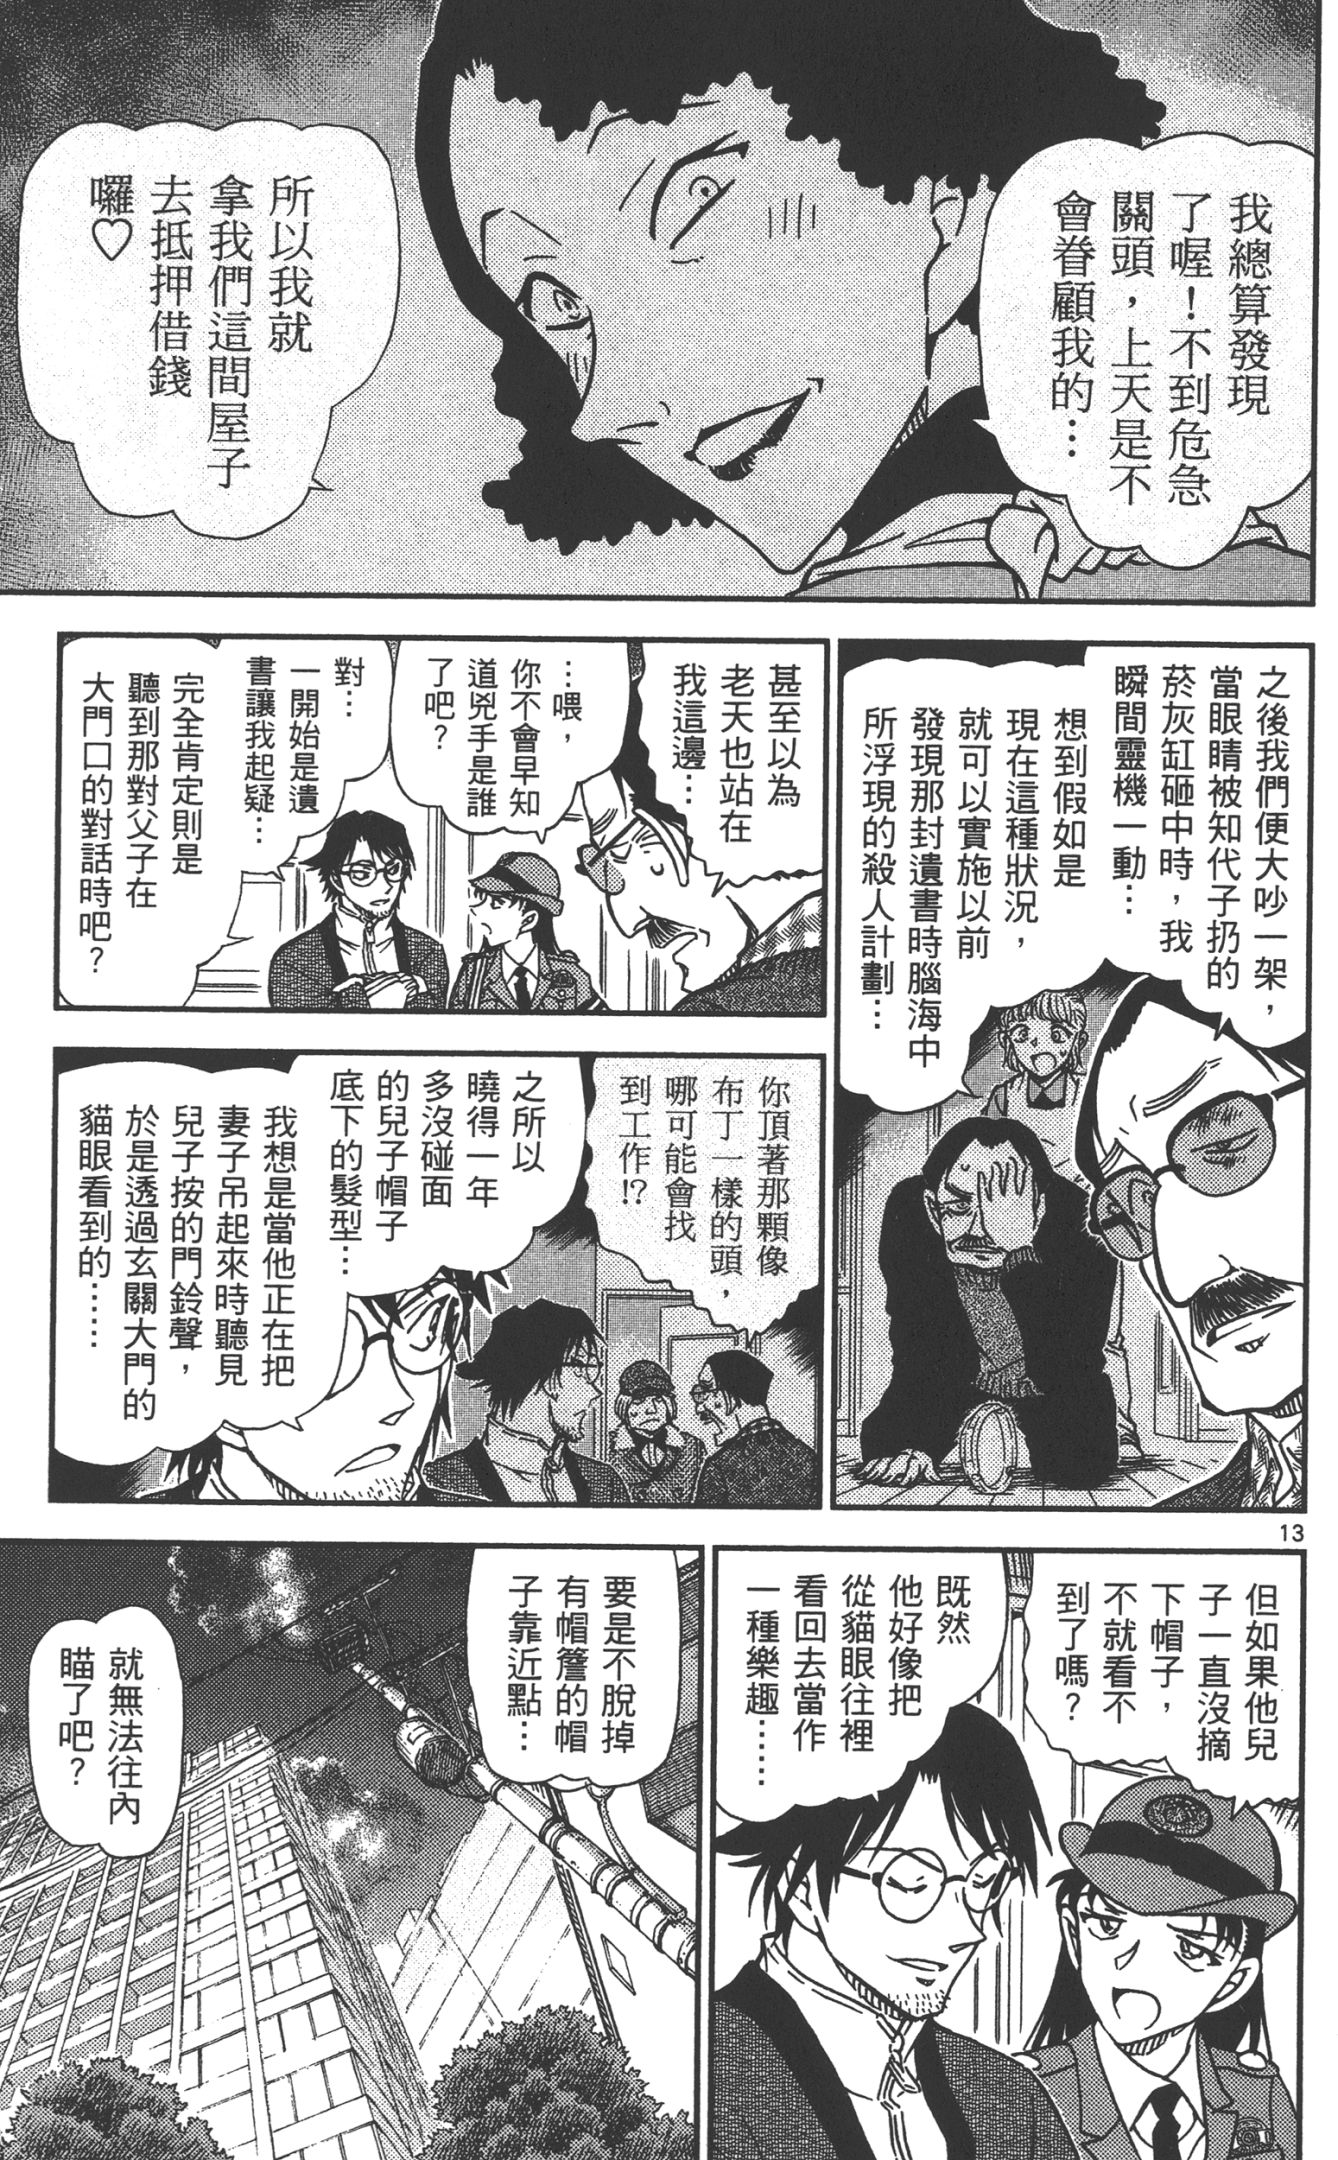 我總算發現
了喔！不到危急
關頭，上天是不
會眷顧我的…
所以我就
拿我們這間屋子
去抵押借錢
囉♡
之後我們便大吵一架，
當眼睛被知代子扔的
菸灰缸砸中時，我
瞬間靈機一動…
想到假如是
現在這種狀況，
就可以實施以前
發現那封遺書時腦海中
所浮現的殺人計劃…
甚至以為
老天也站在
我這邊…
…喂，
你不會早知
道兇手是誰
了吧？
對…
一開始是遺
書讓我起疑…
完全肯定則是
聽到那對父子在
大門口的對話時吧？
你頂著那顆像
布丁一樣的頭，
哪可能會找
到工作!?
之所以
曉得一年
多沒碰面
的兒子帽子
底下的髮型…
我想是當他正在把
妻子吊起來時聽見
兒子按的門鈴聲，
於是透過玄關大門的
貓眼看到的……
13
但如果他兒
子一直沒摘
下帽子，
不就看不
到了嗎？
既然
他好像把
從貓眼往裡
看回去當作
一種樂趣……
要是不脫掉
有帽簷的帽
子靠近點…
就無法往內
瞄了吧？